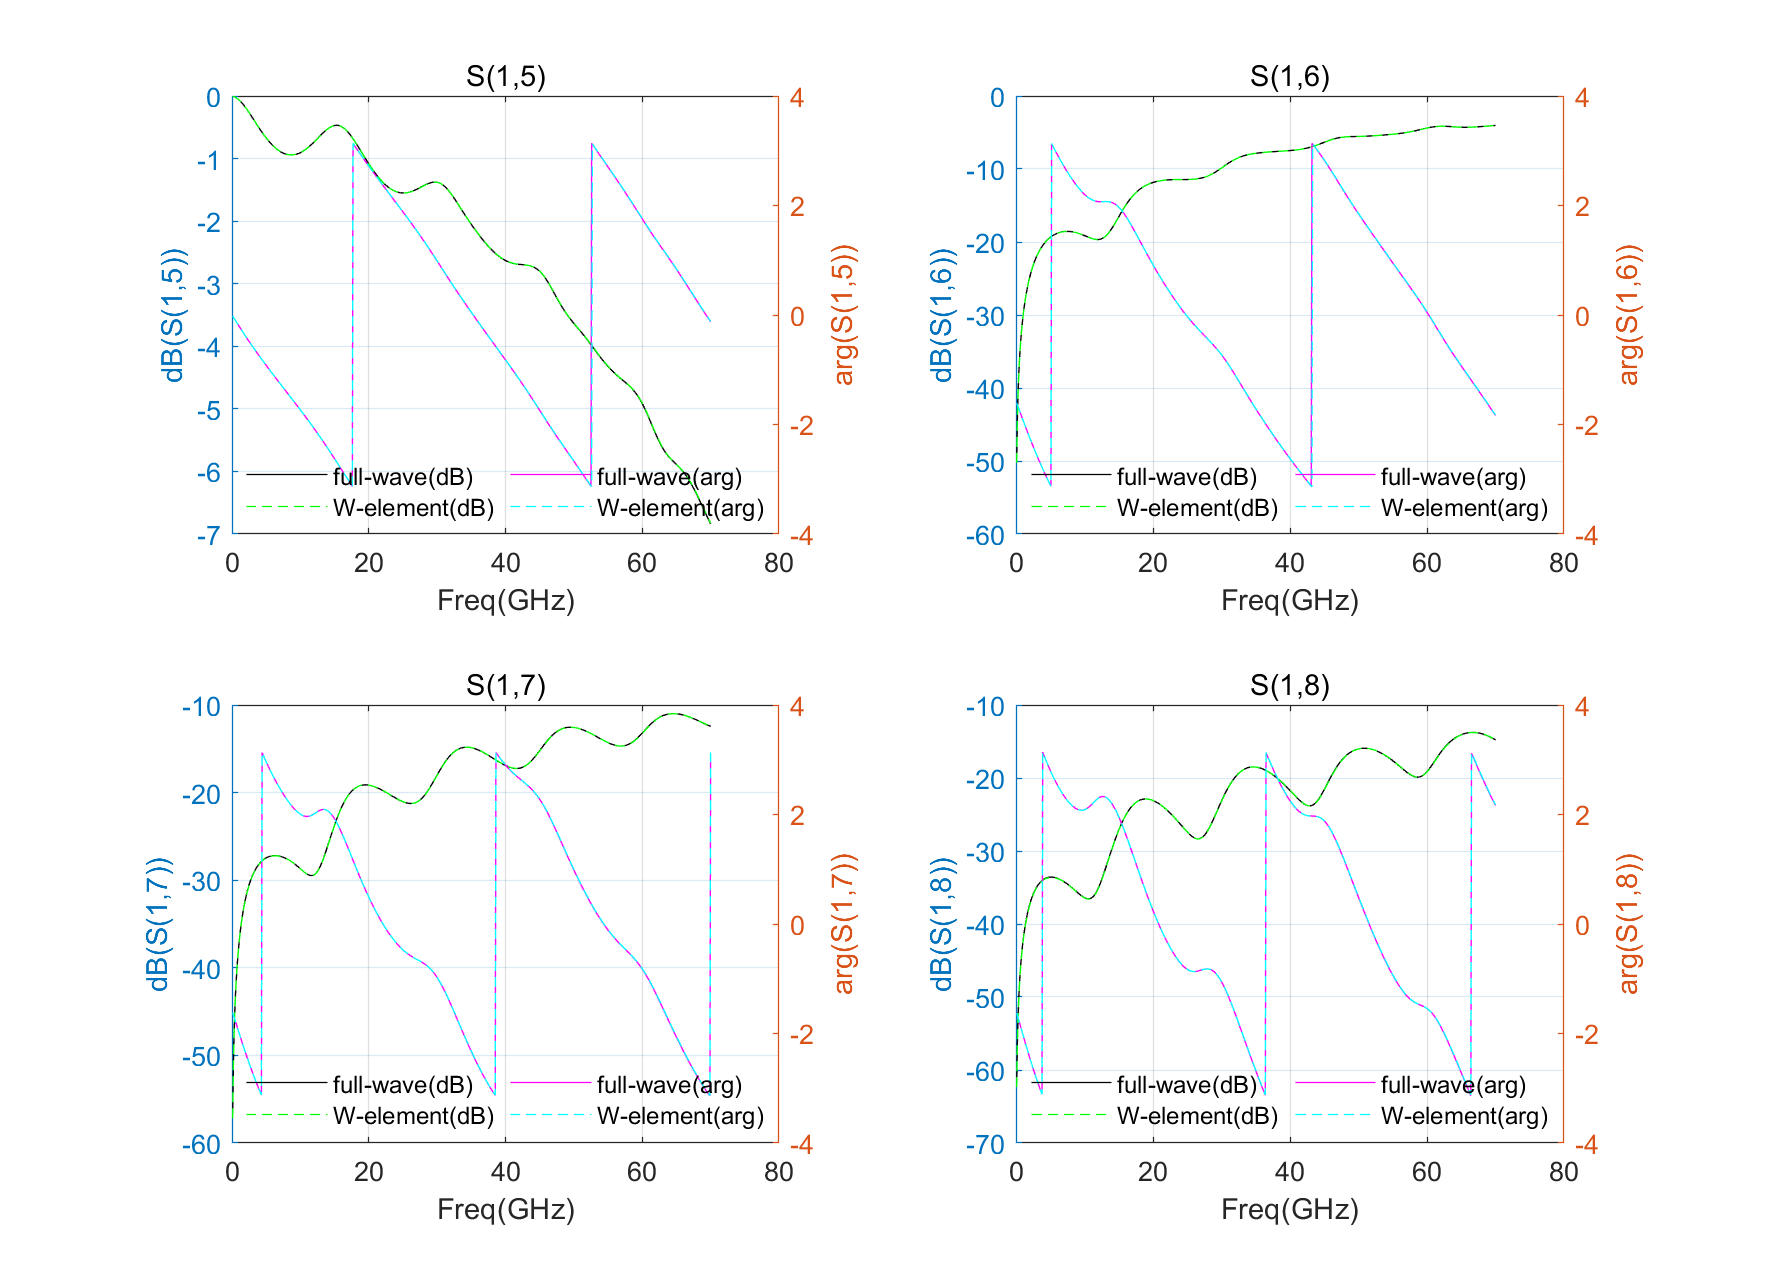 S(1,5)
0
-1
-2
-3
-4
-5
-6
-7
dB(S(1,5))
4
2
0
-2
-4
arg(S(1,5))
full-wave(dB)
full-wave(arg)
W-element(dB)
W-element(arg)
0 20 40 60 80
Freq(GHz)
S(1,6)
0
-10
-20
-30
-40
-50
-60
dB(S(1,6))
4
2
0
-2
-4
arg(S(1,6))
full-wave(dB)
full-wave(arg)
W-element(dB)
W-element(arg)
0 20 40 60 80
Freq(GHz)
S(1,7)
-10
-20
-30
-40
-50
-60
dB(S(1,7))
4
2
0
-2
-4
arg(S(1,7))
full-wave(dB)
full-wave(arg)
W-element(dB)
W-element(arg)
0 20 40 60 80
Freq(GHz)
S(1,8)
-10
-20
-30
-40
-50
-60
-70
dB(S(1,8))
4
2
0
-2
-4
arg(S(1,8))
full-wave(dB)
full-wave(arg)
W-element(dB)
W-element(arg)
0 20 40 60 80
Freq(GHz)